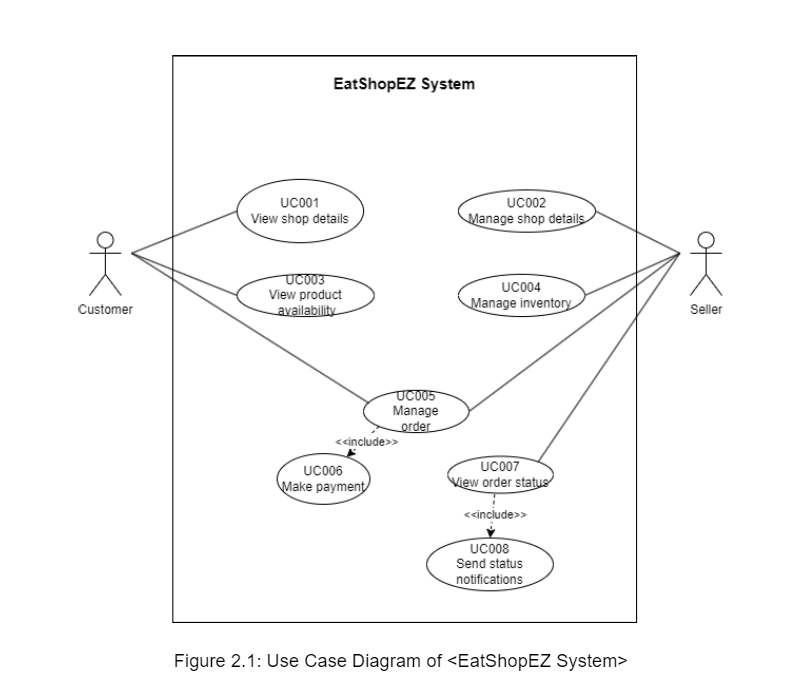 EatShopEZ System
UC001
View shop details
UC002
Manage shop details
UC003
View product
availability
UC004
Manage inventory
Customer
Seller
UC005
Manage
order
<<include>>
UC006
Make payment
UC007
View order status
<<include>>
UC008
Send status
notifications
Figure 2.1: Use Case Diagram of <EatShopEZ System>